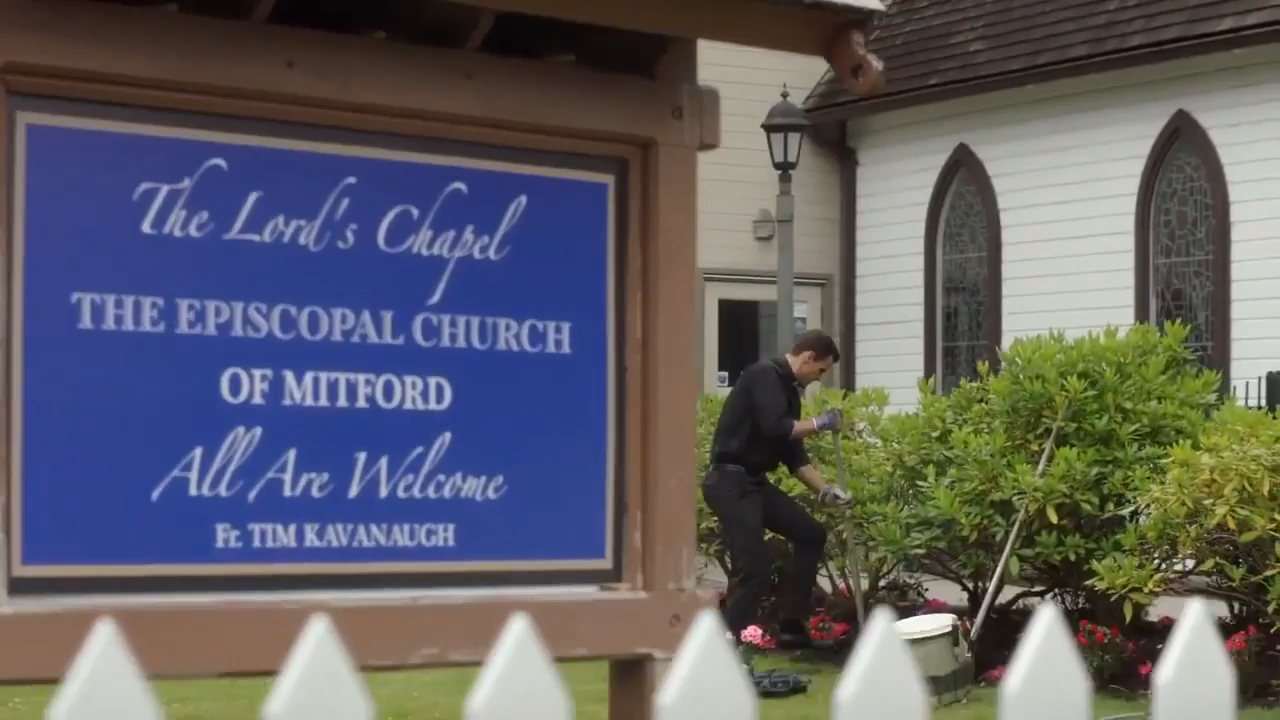 The Lord's Chapel
THE EPISCOPAL CHURCH
OF MITFORD
All Are Welcome
Fr. TIM KAVANAUGH